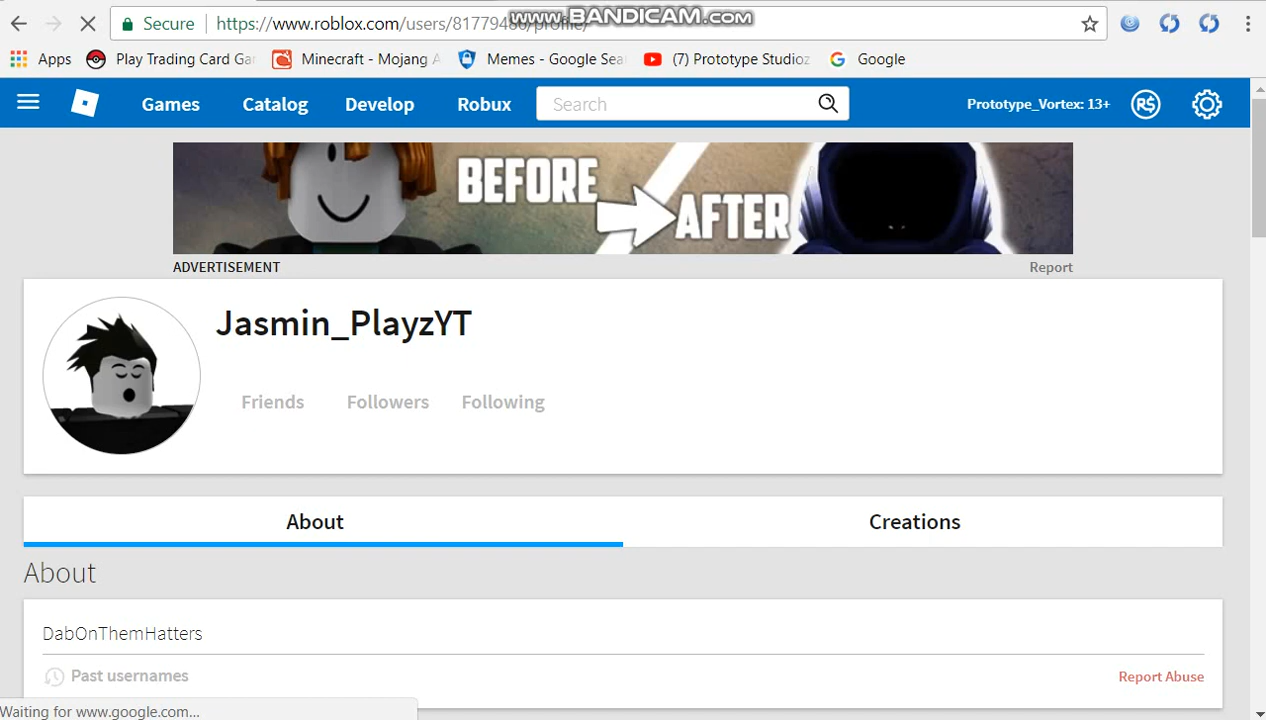 www.BANDICAM.com
Secure https://www.roblox.com/users/81779486/profile/
Apps Play Trading Card Ga Minecraft - Mojang A Memes - Google Sea (7) Prototype Studioz Google
Games Catalog Develop Robux Search Prototype_Vortex: 13+ R$
BEFORE AFTER
ADVERTISEMENT Report
Jasmin_PlayzYT
Friends Followers Following
About Creations
About
DabOnThemHatters
Past usernames Report Abuse
Waiting for www.google.com...